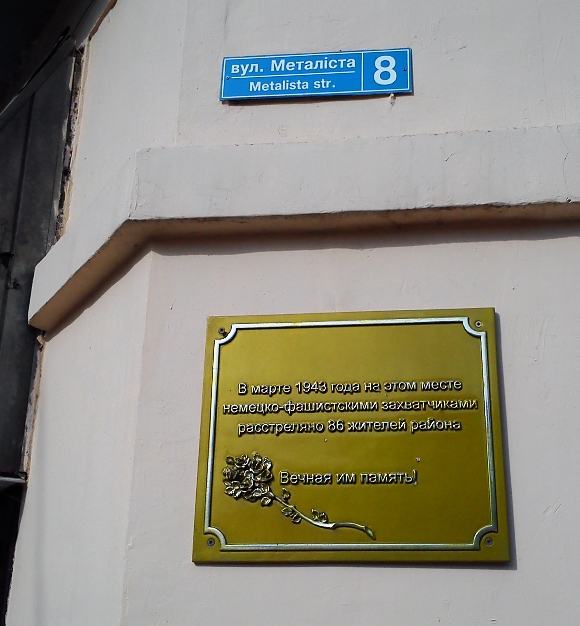 вул. Металіста
Metalista str.
8
В марте 1943 года на этом месте
немецко-фашистскими захватчиками
расстреляно 86 жителей района
Вечная им память!